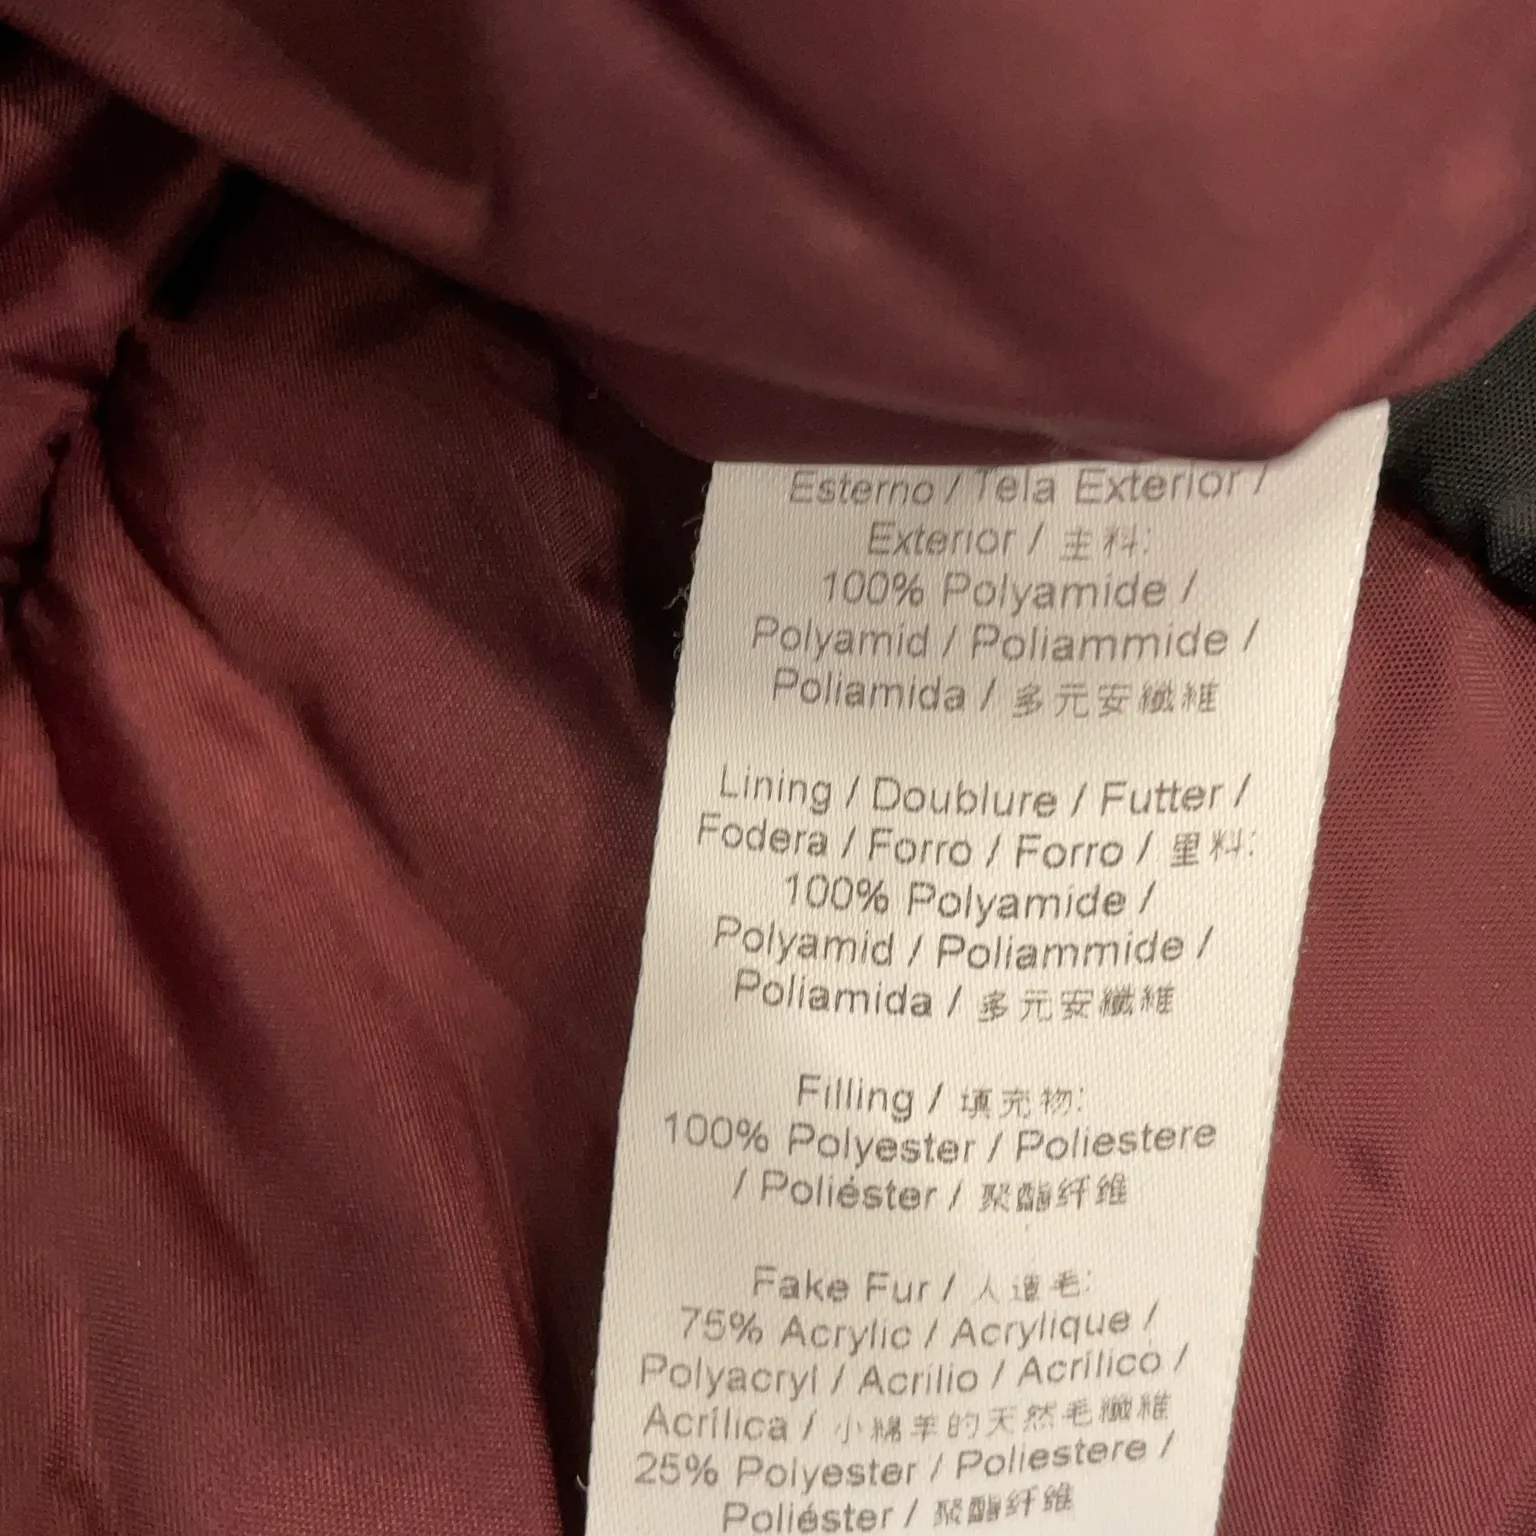 Esterno / Tela Exterior /
Exterior / 主料:
100% Polyamide /
Polyamid / Poliammide /
Poliamida / 多元安纖維
Lining / Doublure / Futter /
Fodera / Forro / Forro / 里料:
100% Polyamide /
Polyamid / Poliammide /
Poliamida / 多元安纖維
Filling / 填充物:
100% Polyester / Poliestere
/ Poliéster / 聚酯纤维
Fake Fur / 人造毛:
75% Acrylic / Acrylique /
Polyacryl / Acrilio / Acrílico /
Acrílica / 小綿羊的天然毛纖維
25% Polyester / Poliestere /
Poliéster / 聚酯纤维